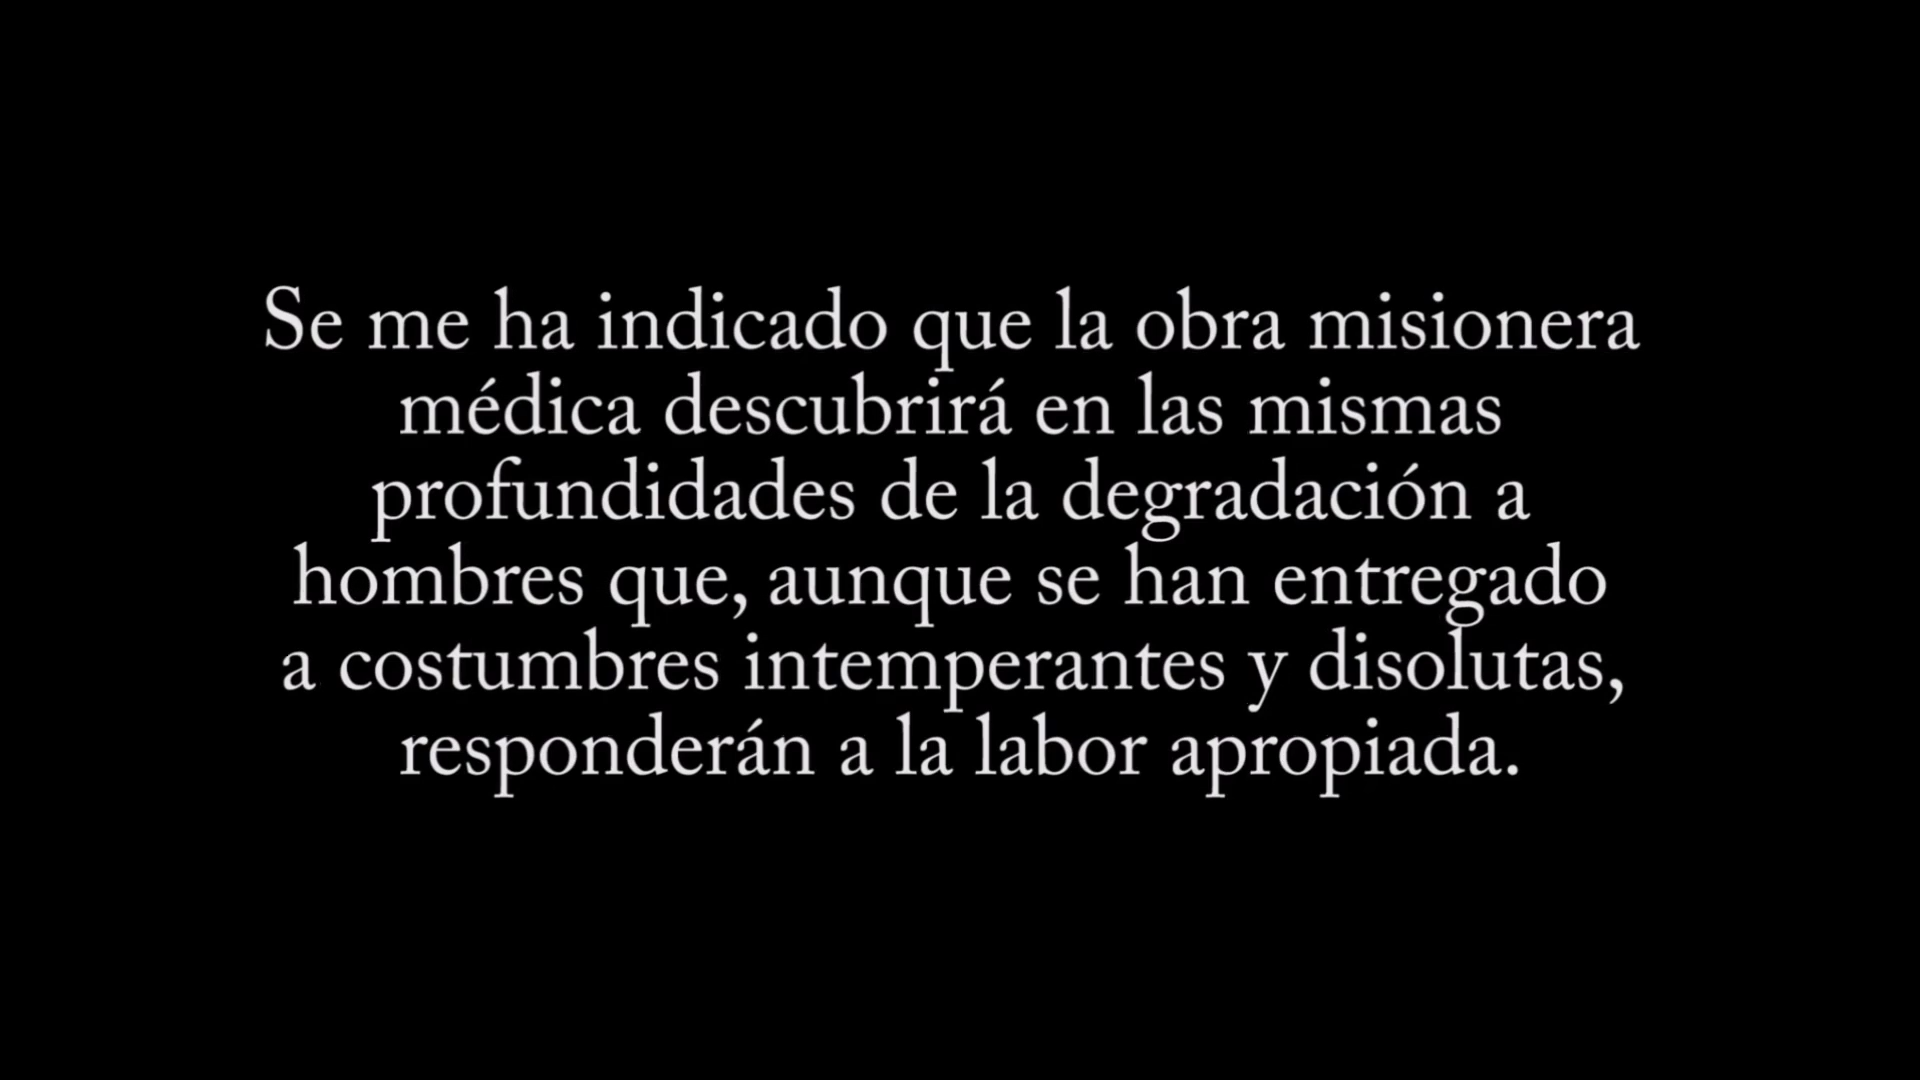 Se me ha indicado que la obra misionera
médica descubrirá en las mismas
profundidades de la degradación a
hombres que, aunque se han entregado
a costumbres intemperantes y disolutas,
responderán a la labor apropiada.